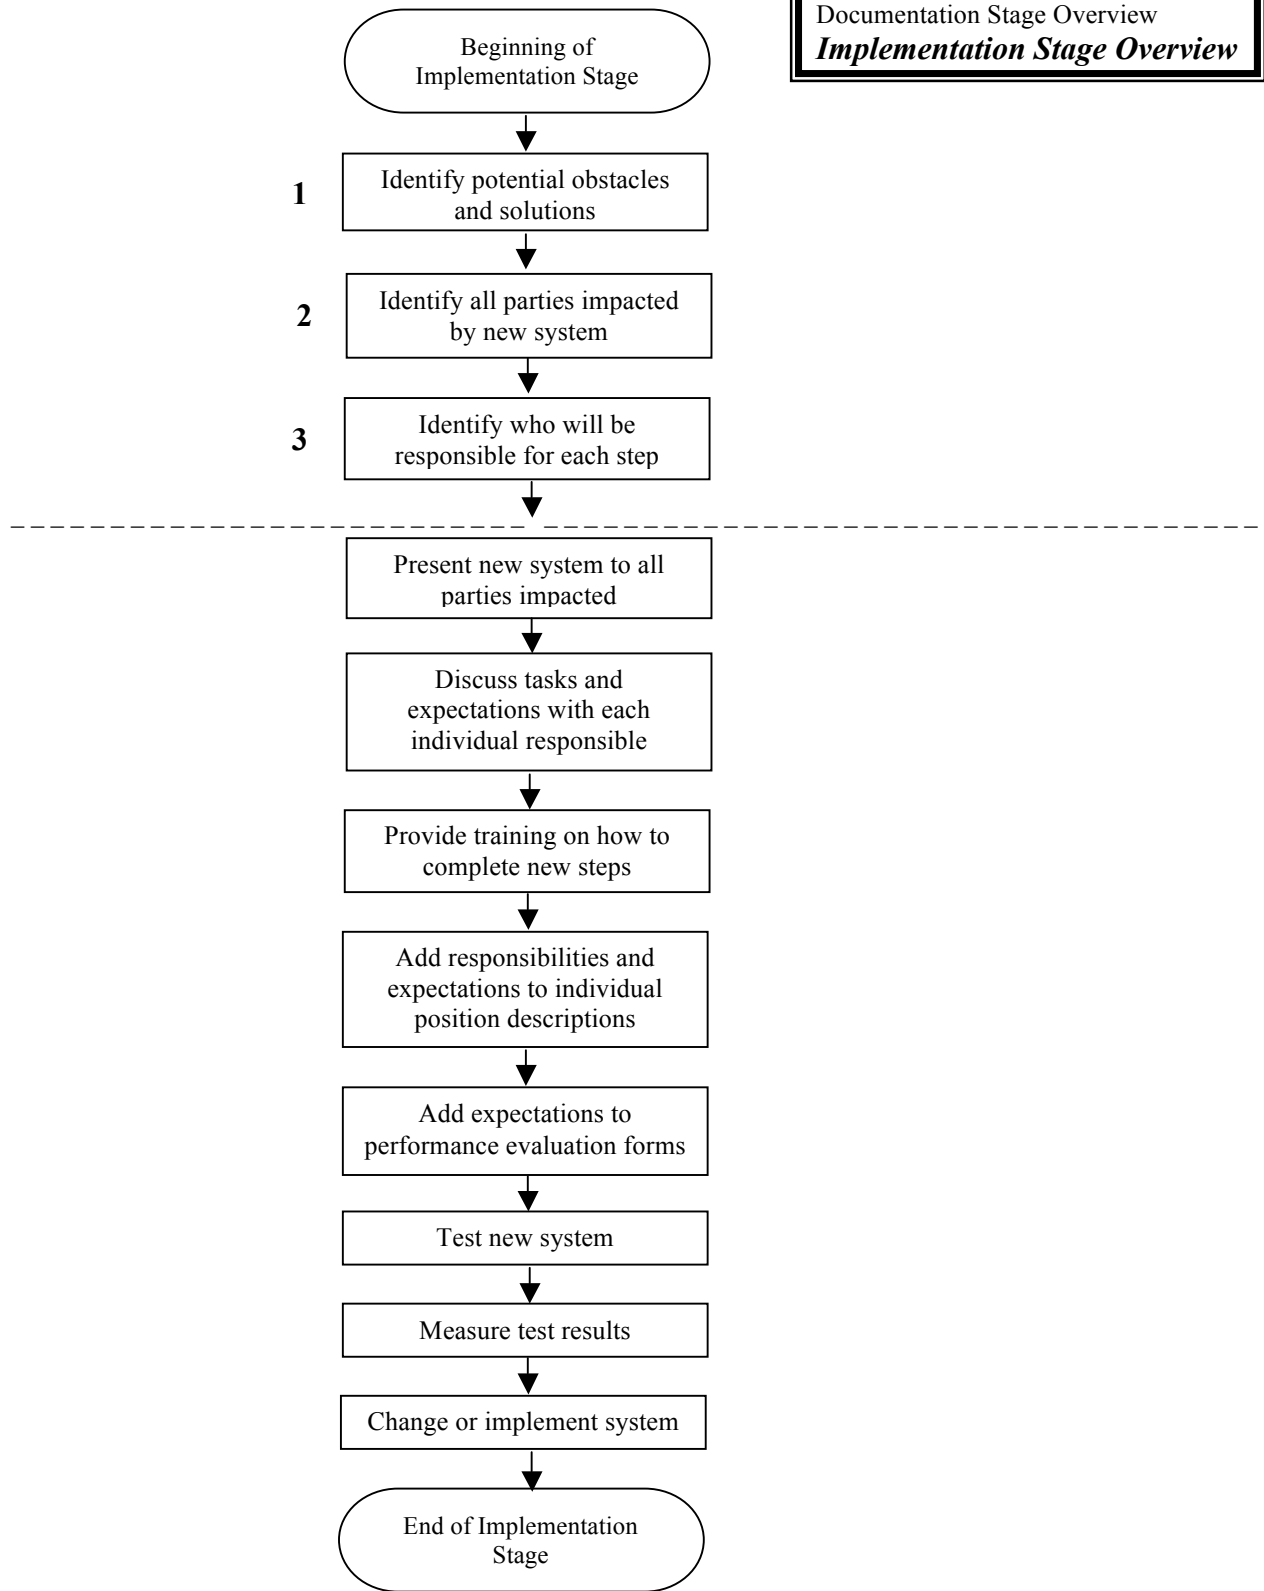 Documentation Stage Overview
Implementation Stage Overview
Beginning of
Implementation Stage
1
Identify potential obstacles
and solutions
2
Identify all parties impacted
by new system
3
Identify who will be
responsible for each step
Present new system to all
parties impacted
Discuss tasks and
expectations with each
individual responsible
Provide training on how to
complete new steps
Add responsibilities and
expectations to individual
position descriptions
Add expectations to
performance evaluation forms
Test new system
Measure test results
Change or implement system
End of Implementation
Stage